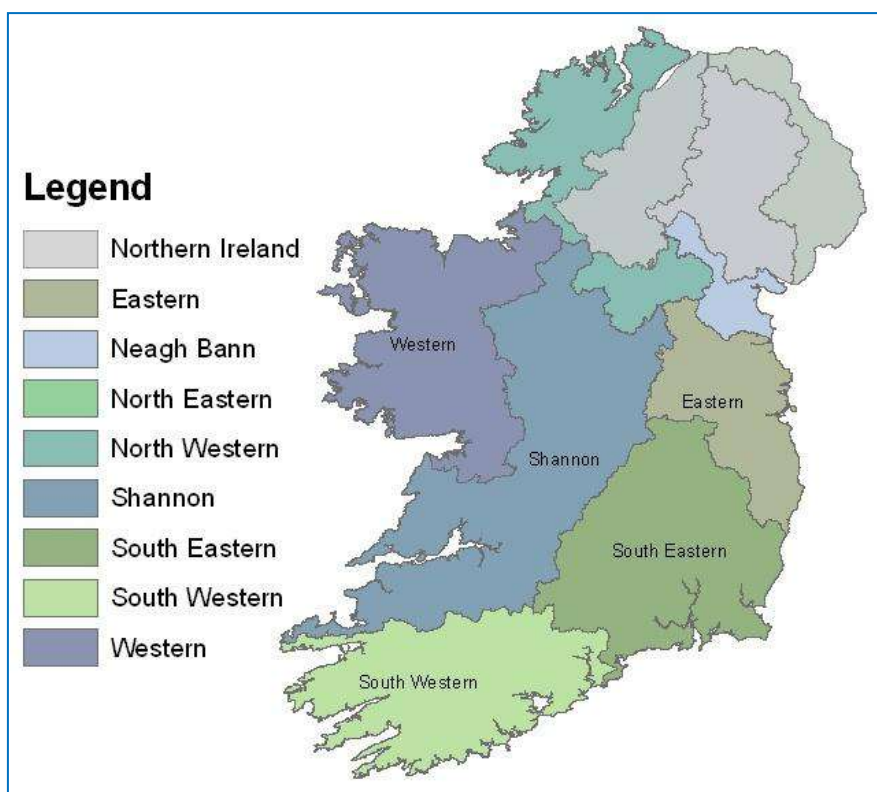 Legend
Northern Ireland
Eastern
Neagh Bann
North Eastern
North Western
Shannon
South Eastern
South Western
Western
Western
Eastern
Shannon
South Eastern
South Western